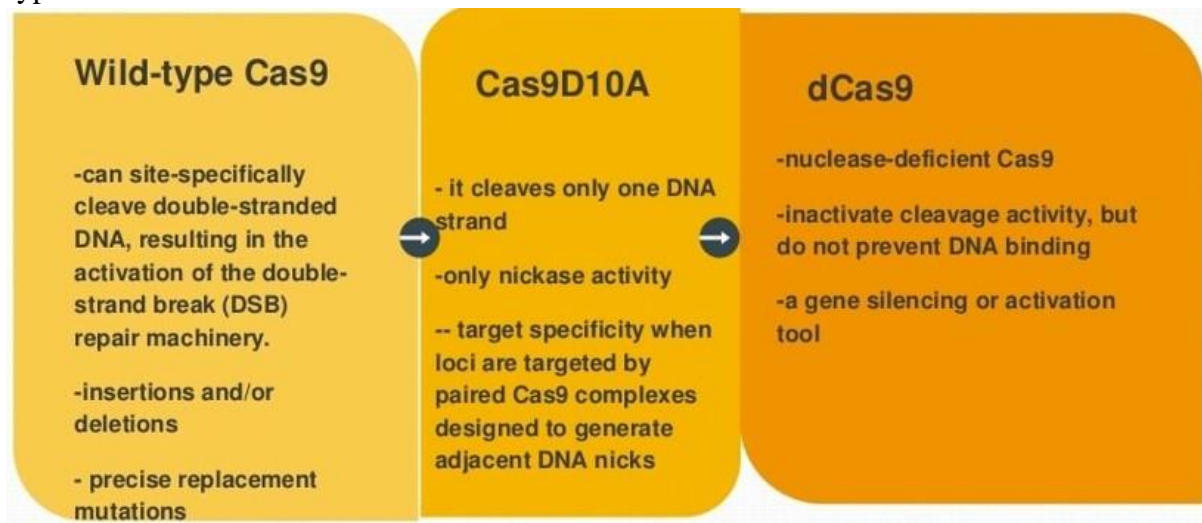 Wild-type Cas9
-can site-specifically
cleave double-stranded
DNA, resulting in the
activation of the double-
strand break (DSB)
repair machinery.
-insertions and/or
deletions
- precise replacement
mutations
Cas9D10A
- it cleaves only one DNA
strand
-only nickase activity
-- target specificity when
loci are targeted by
paired Cas9 complexes
designed to generate
adjacent DNA nicks
dCas9
-nuclease-deficient Cas9
-inactivate cleavage activity, but
do not prevent DNA binding
-a gene silencing or activation
tool